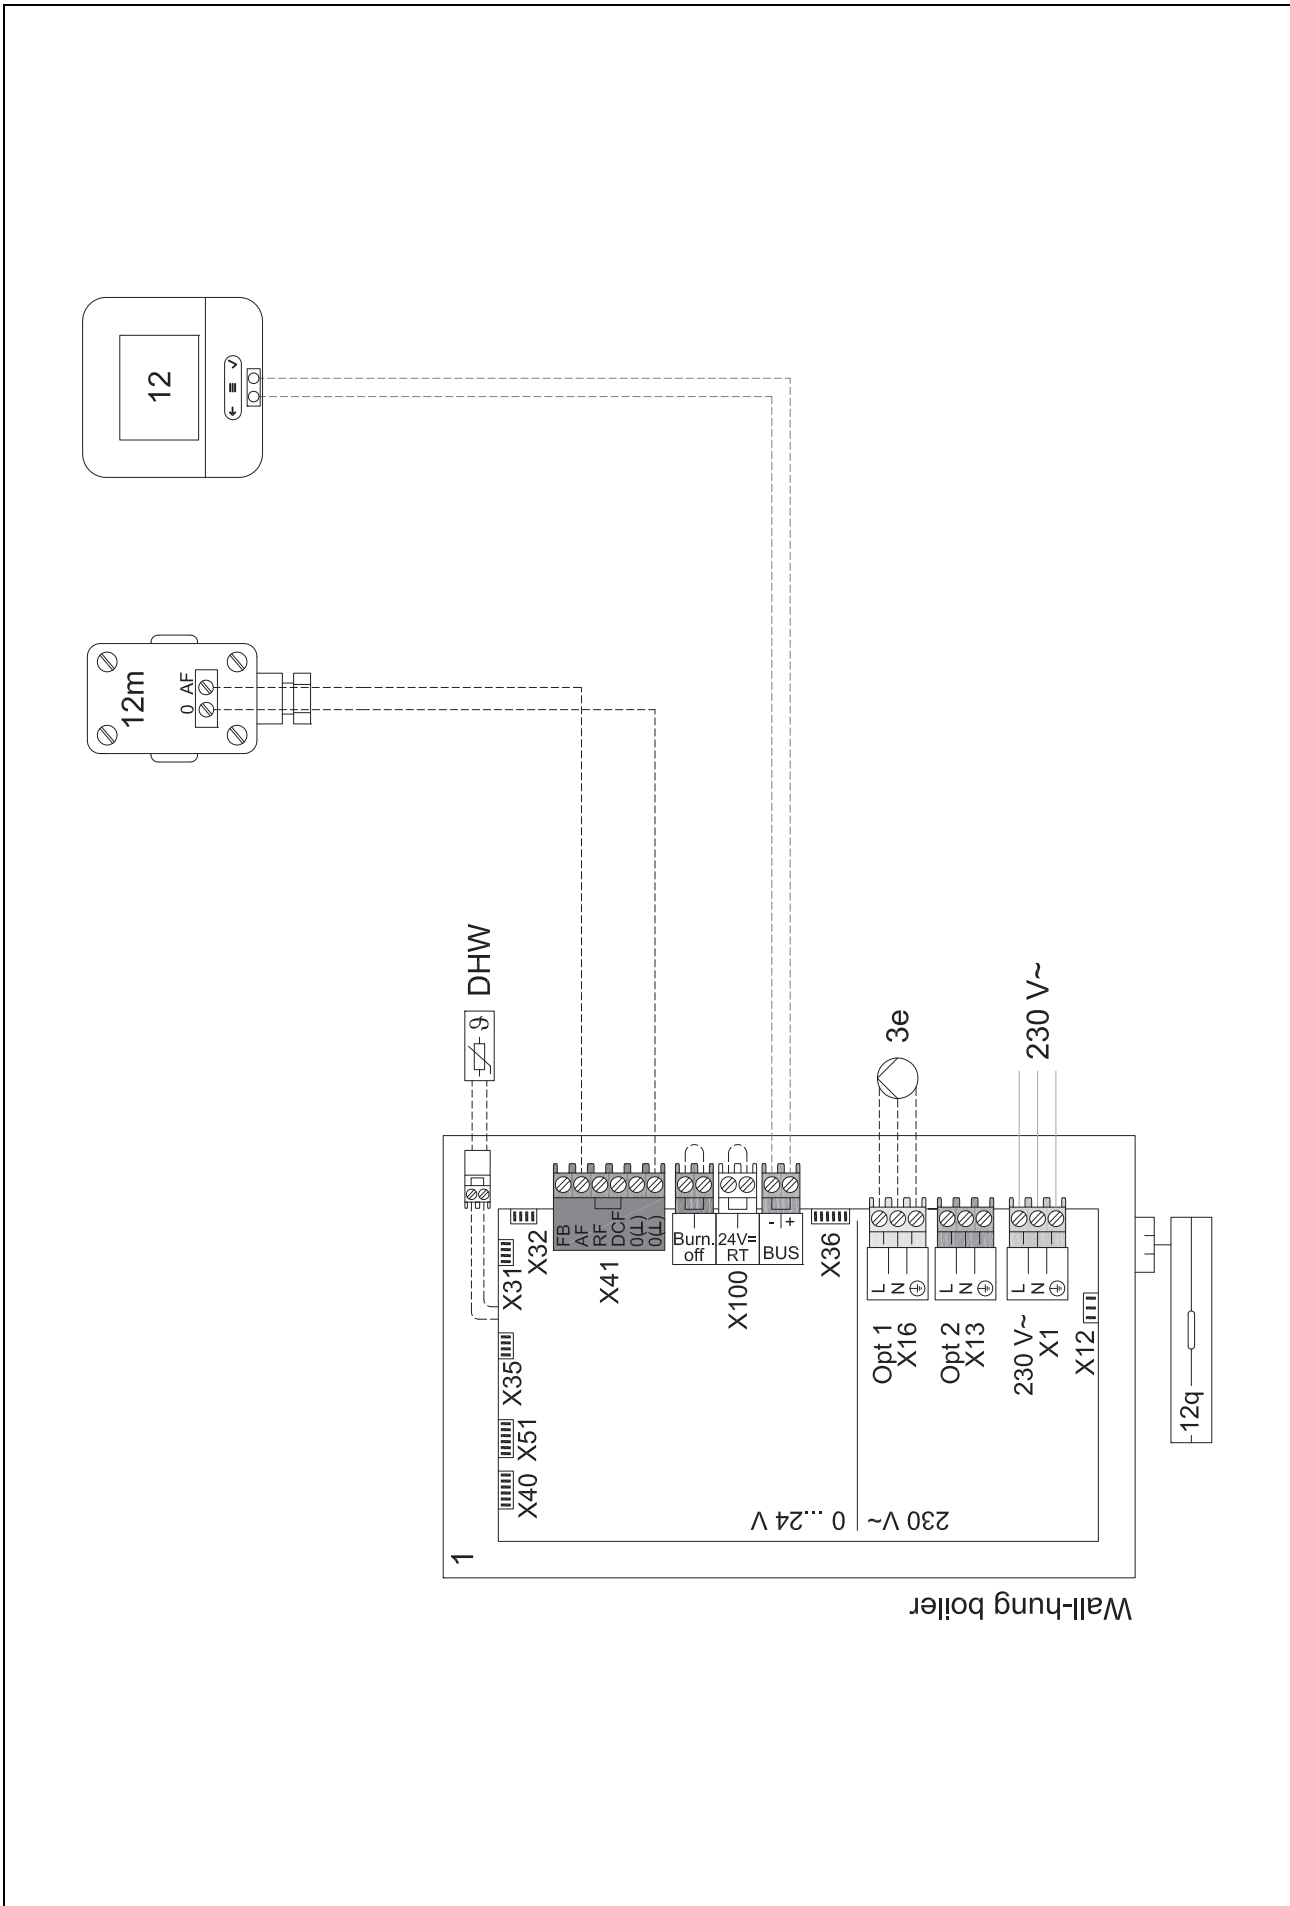 12
12m
0 AF
DHW
ϑ
3e
230 V~
X32
X31
X35
X51
X40
FB
AF
RF
DCF
0(⊥)
0(⊥)
X41
Burn.
off
24V=
RT
X100
- +
BUS
X36
L
N
⏚
Opt 1
X16
L
N
⏚
Opt 2
X13
L
N
⏚
230 V~
X1
X12
12q
0 ...24 V
230 V~
1
Wall-hung boiler